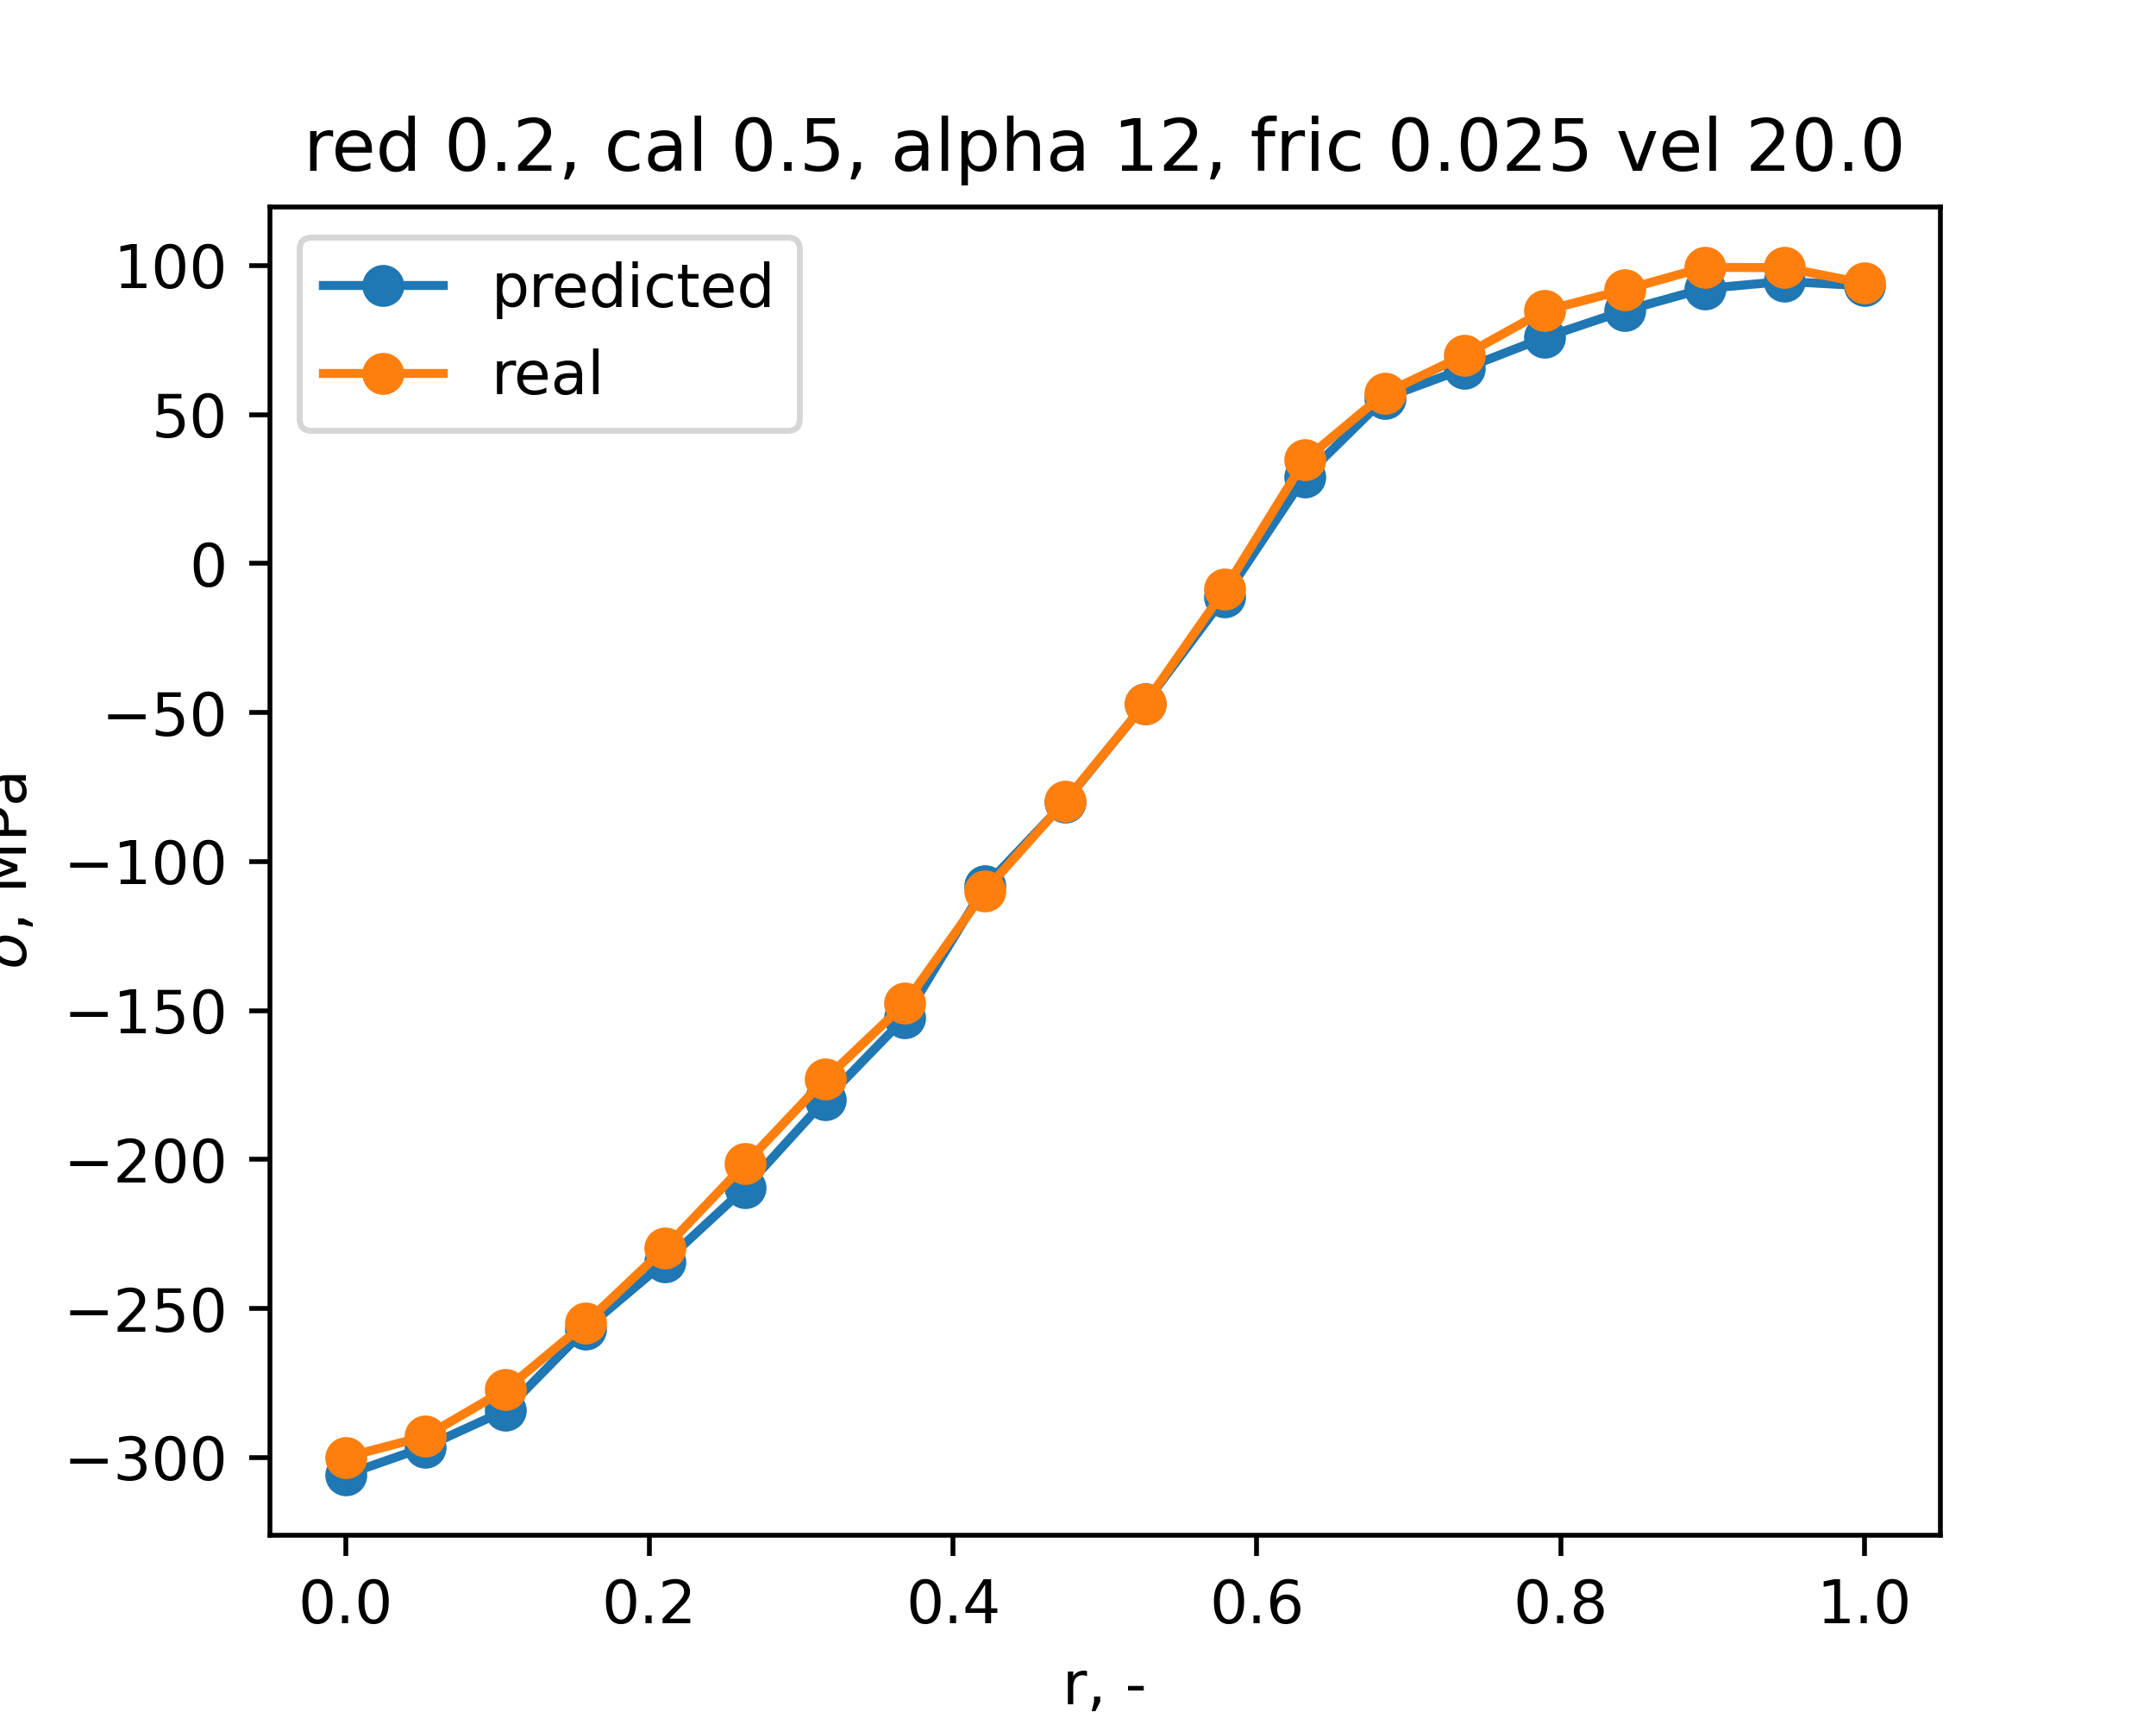 red 0.2, cal 0.5, alpha 12, fric 0.025 vel 20.0
predicted
real
100
50
0
−50
−100
−150
−200
−250
−300
σ, MPa
0.0 0.2 0.4 0.6 0.8 1.0
r, -